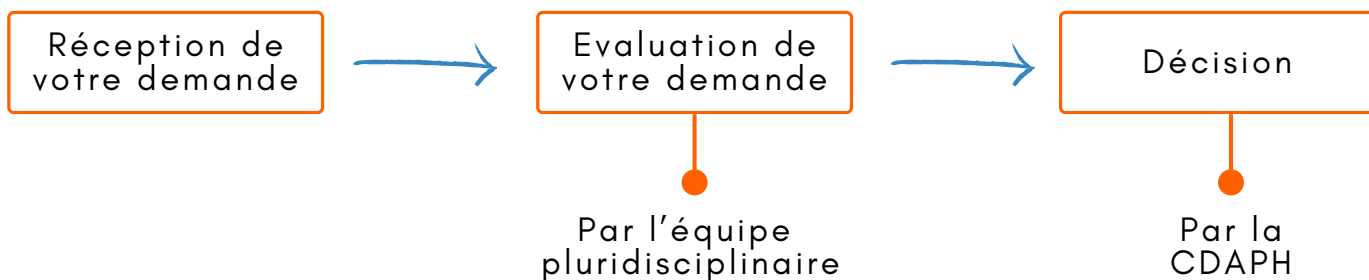 Réception de
votre demande
Evaluation de
votre demande
Décision
Par l'équipe
pluridisciplinaire
Par la
CDAPH